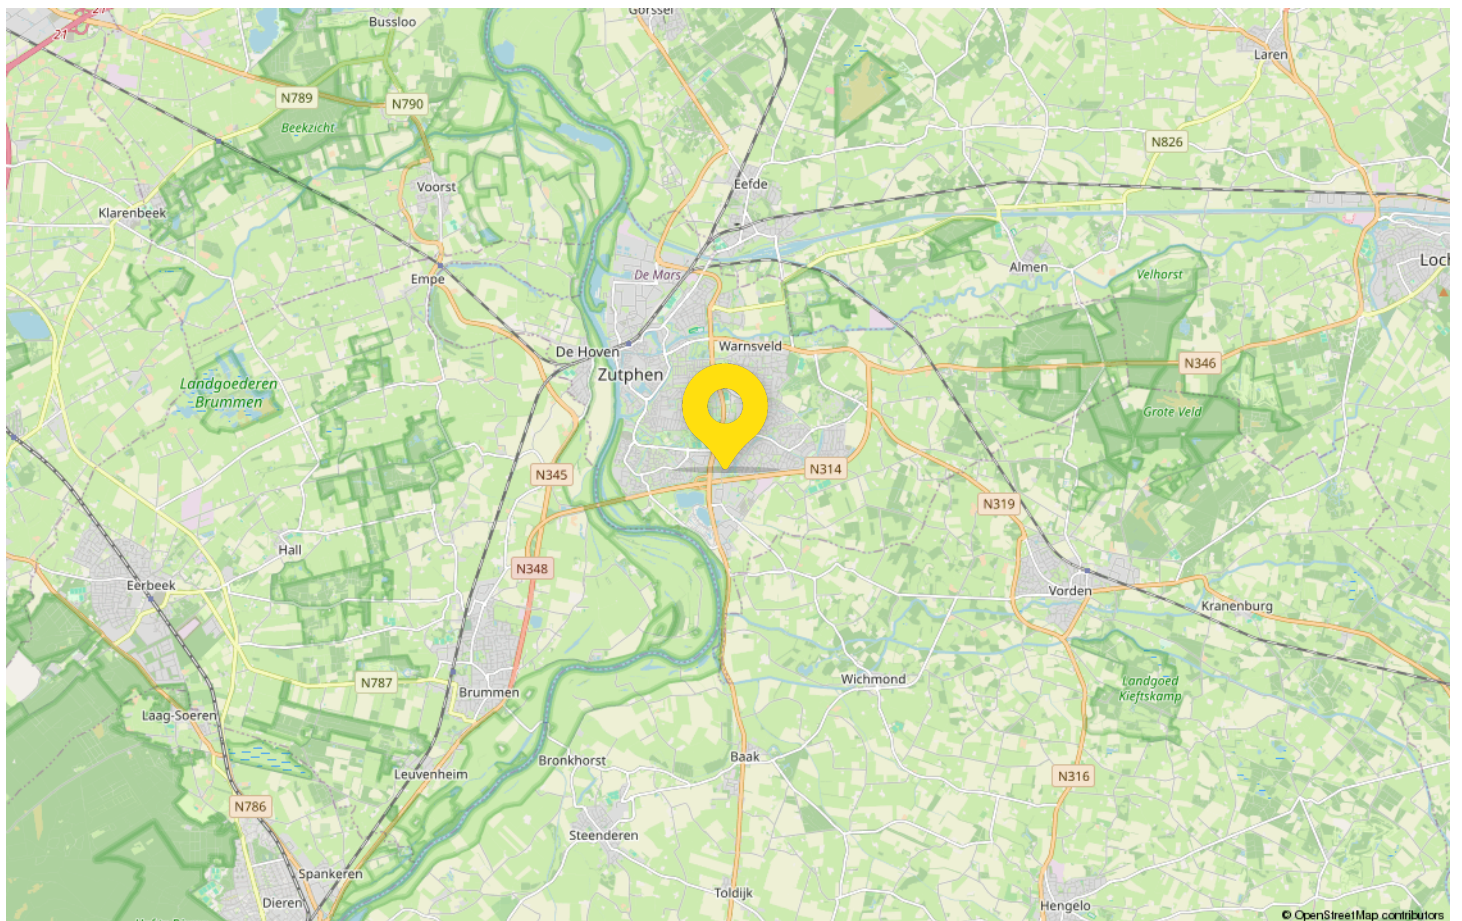 21
21
Bussloo
Gorssel
Laren
N789
N790
Beekzicht
N826
Voorst
Eefde
Klarenbeek
Empe
De Mars
Almen
Velhorst
Loch
De Hoven
Warnsveld
Zutphen
N346
Landgoederen
Brummen
Grote Veld
N345
N314
N319
Hall
N348
Eerbeek
Vorden
Kranenburg
N787
Brummen
Wichmond
Landgoed
Kieftskamp
Laag-Soeren
Leuvenheim
Bronkhorst
Baak
N316
N786
Steenderen
Spankeren
Dieren
Toldijk
Hengelo
© OpenStreetMap contributors